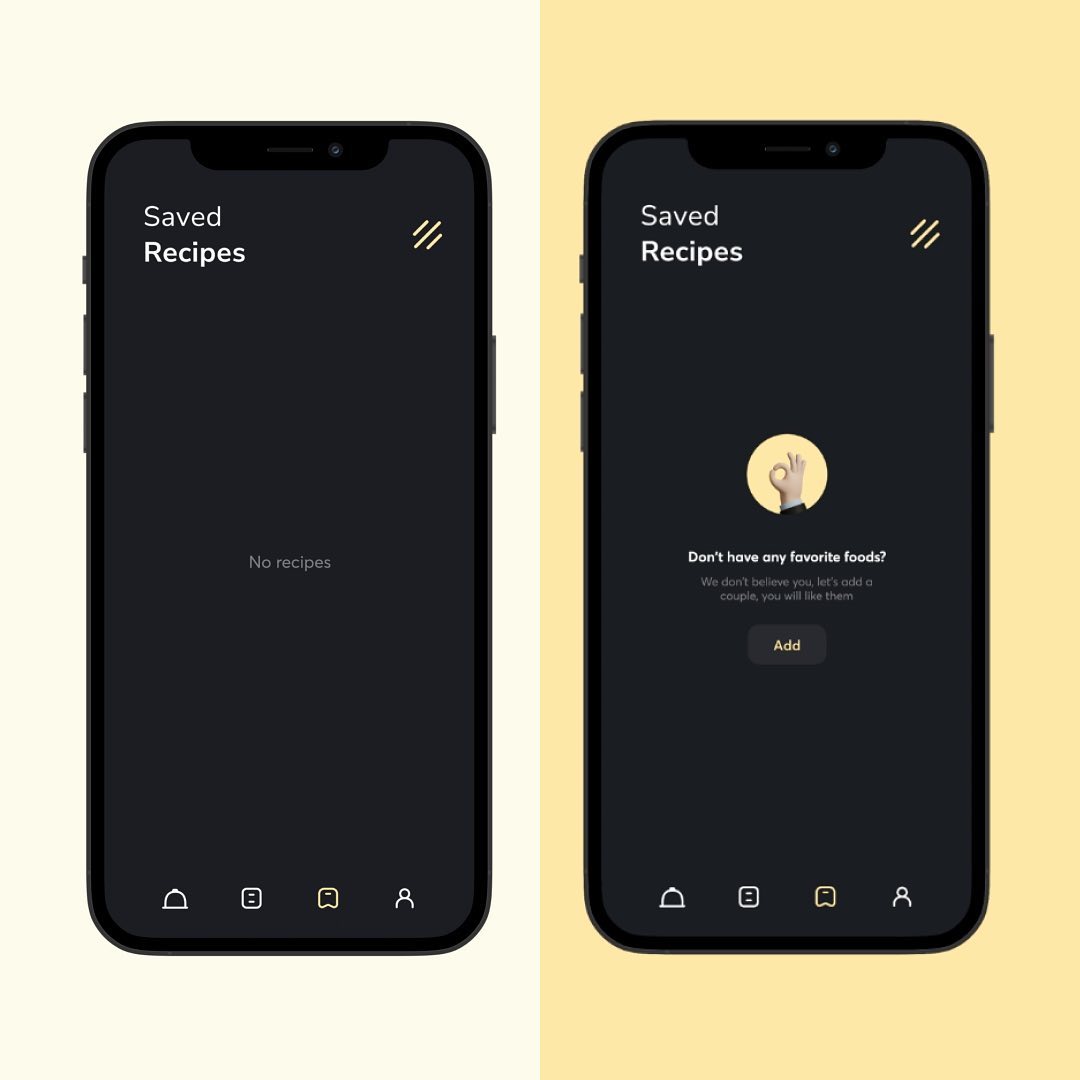 Saved
Recipes
No recipes
Saved
Recipes
Don't have any favorite foods?
We don't believe you, let's add a
couple, you will like them
Add